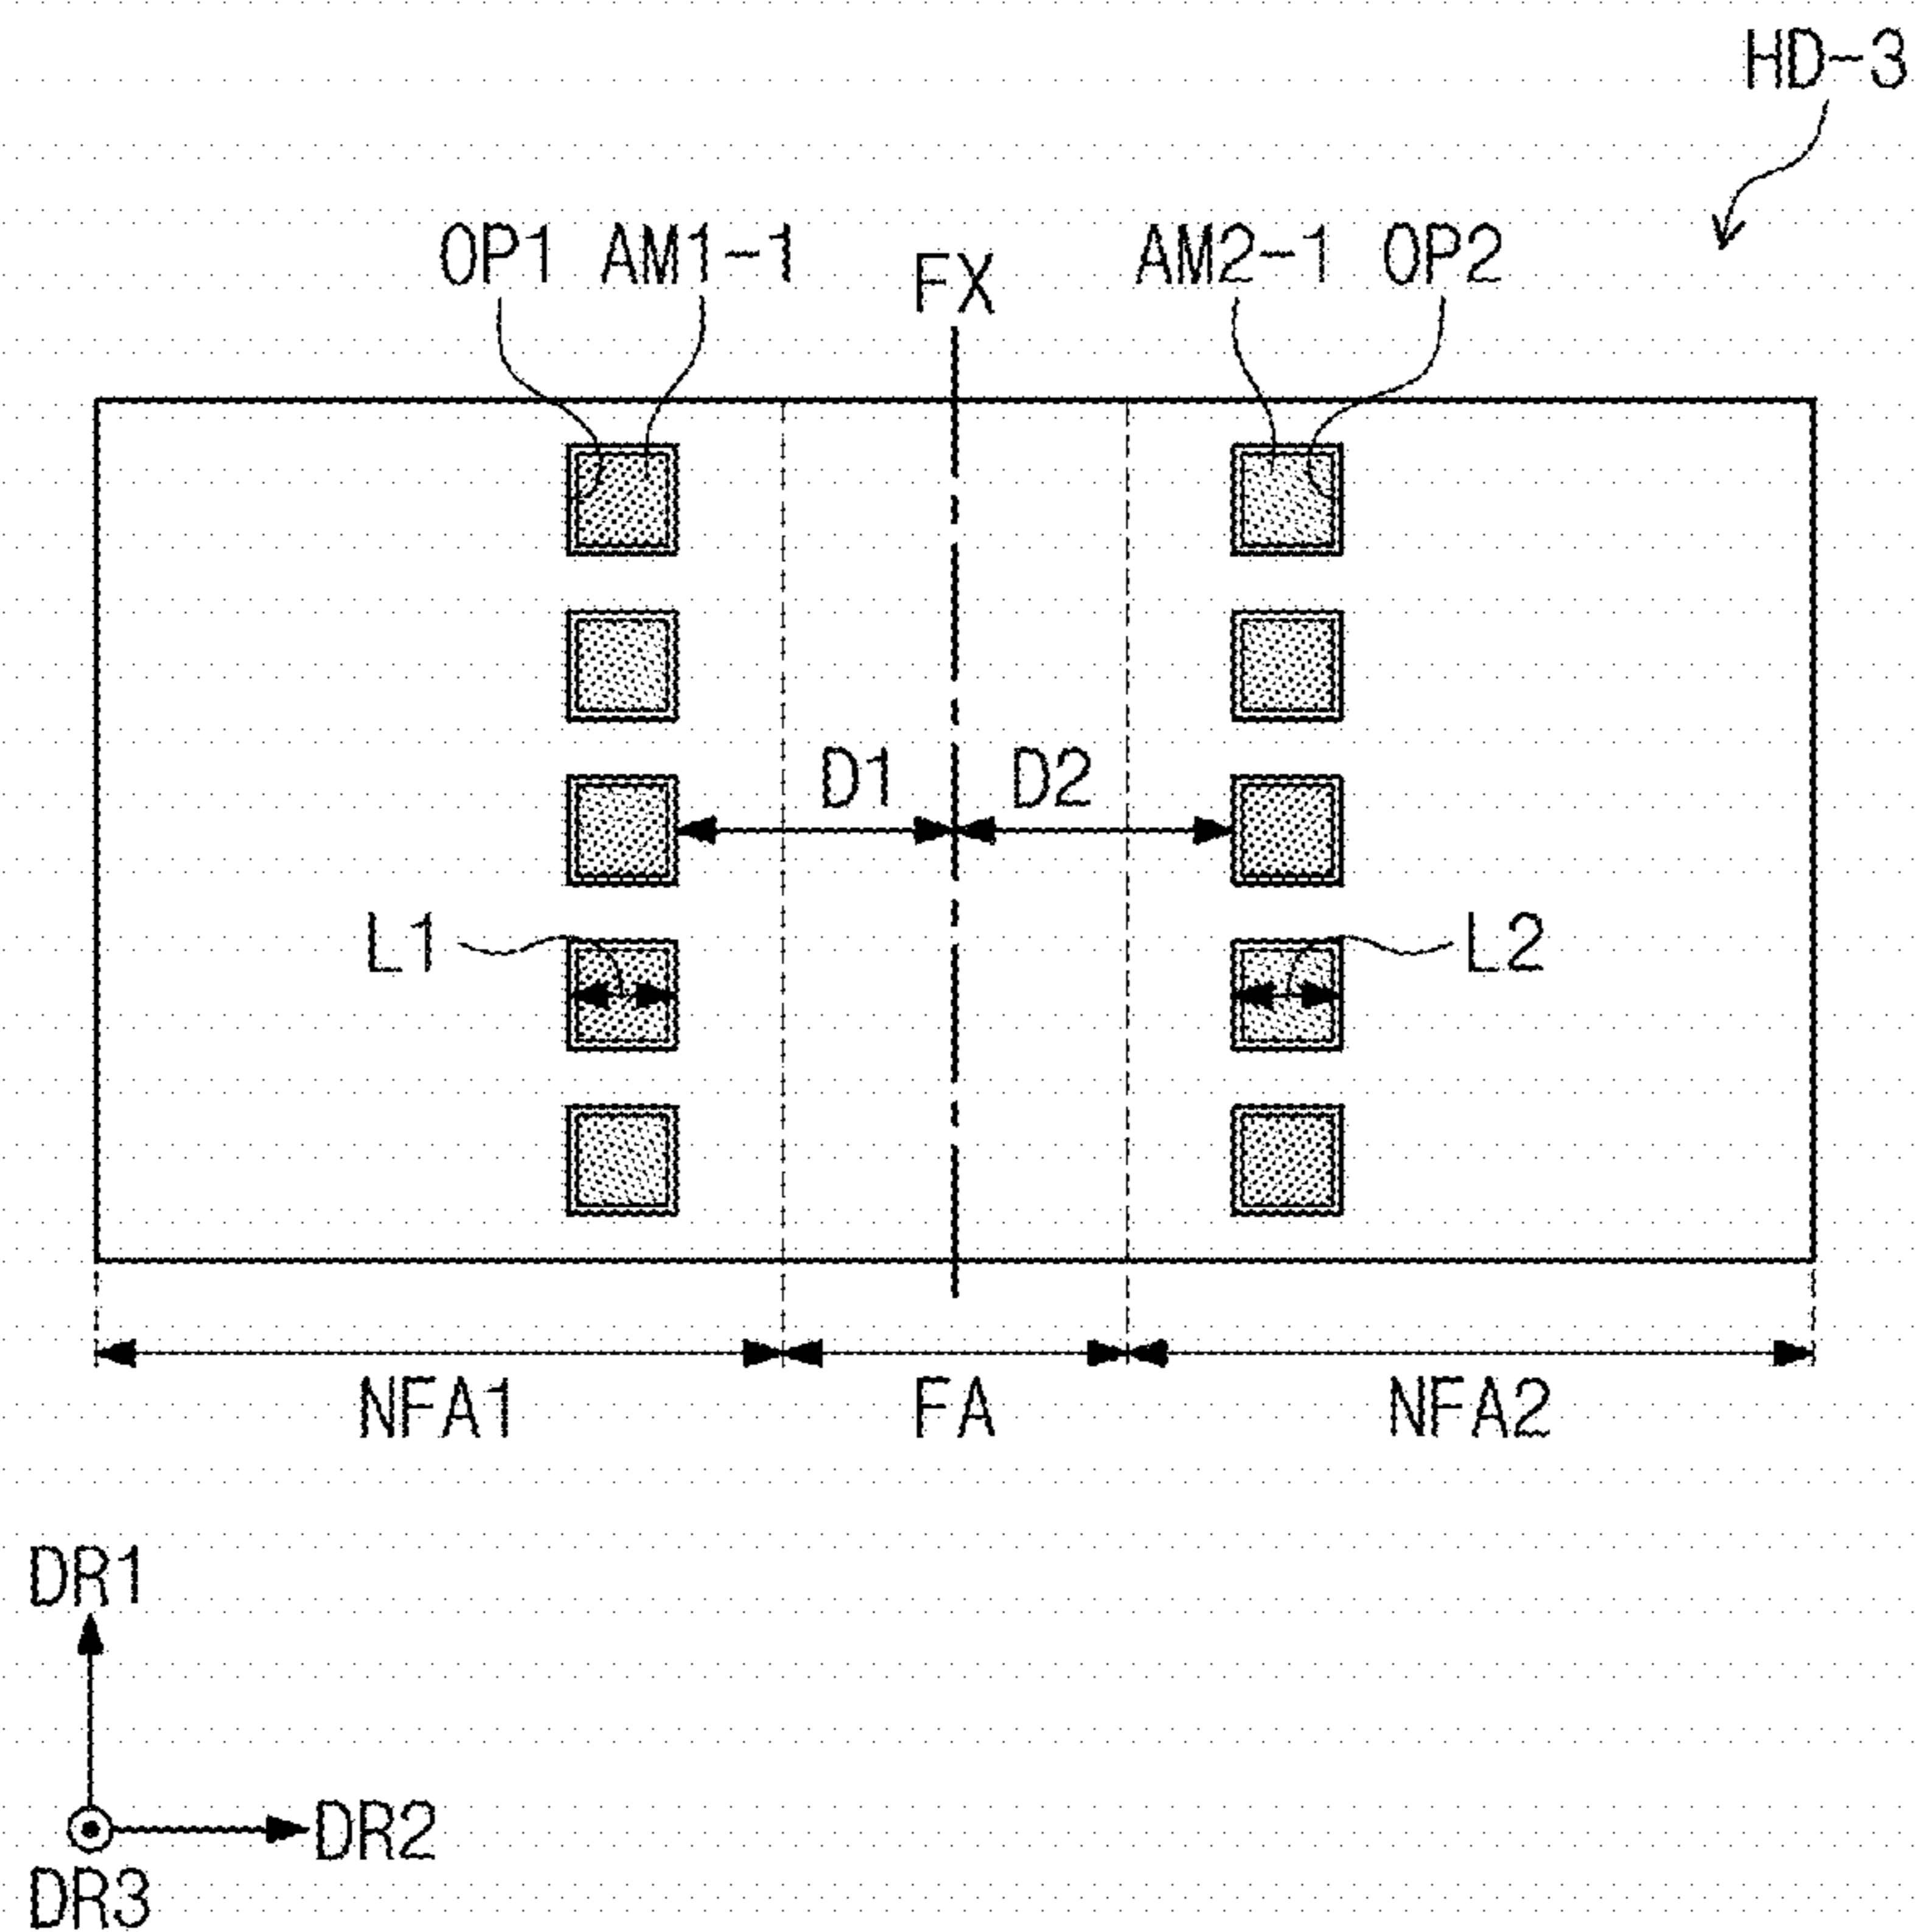 HD-3
OP1 AM1-1 FX AM2-1 OP2
D1 D2
L1 L2
NFA1 FA NFA2
DR1
DR2
DR3